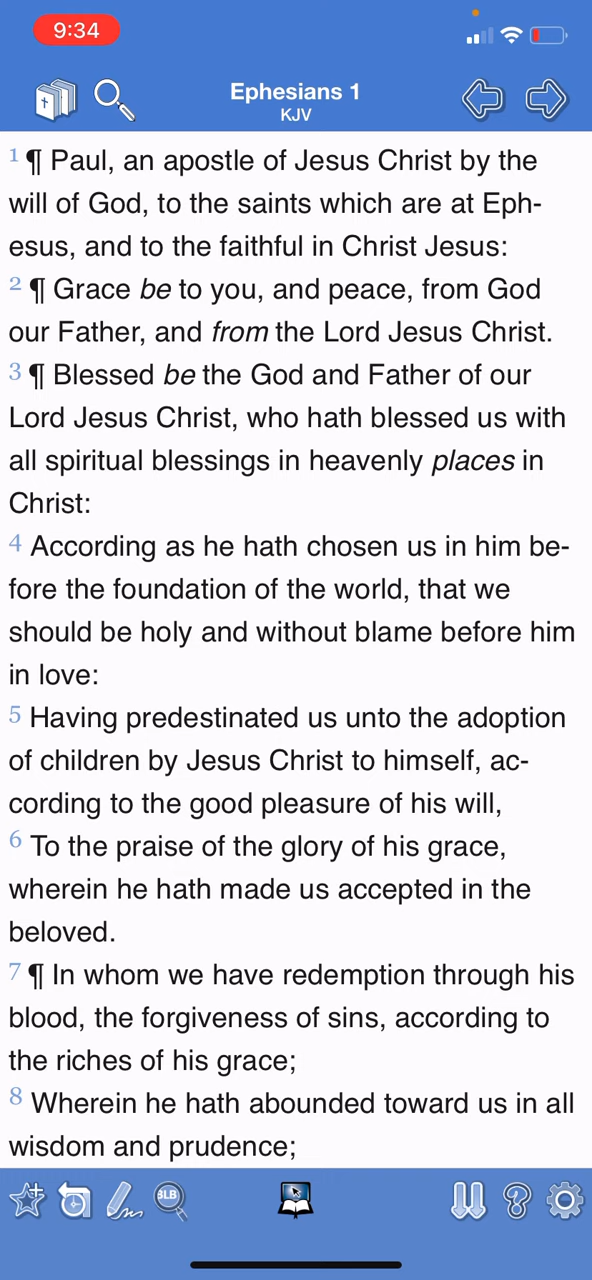 9:34
Ephesians 1
KJV
1 ¶ Paul, an apostle of Jesus Christ by the
will of God, to the saints which are at Eph-
esus, and to the faithful in Christ Jesus:
2 ¶ Grace be to you, and peace, from God
our Father, and from the Lord Jesus Christ.
3 ¶ Blessed be the God and Father of our
Lord Jesus Christ, who hath blessed us with
all spiritual blessings in heavenly places in
Christ:
4 According as he hath chosen us in him be-
fore the foundation of the world, that we
should be holy and without blame before him
in love:
5 Having predestinated us unto the adoption
of children by Jesus Christ to himself, ac-
cording to the good pleasure of his will,
6 To the praise of the glory of his grace,
wherein he hath made us accepted in the
beloved.
7 ¶ In whom we have redemption through his
blood, the forgiveness of sins, according to
the riches of his grace;
8 Wherein he hath abounded toward us in all
wisdom and prudence;
BLB